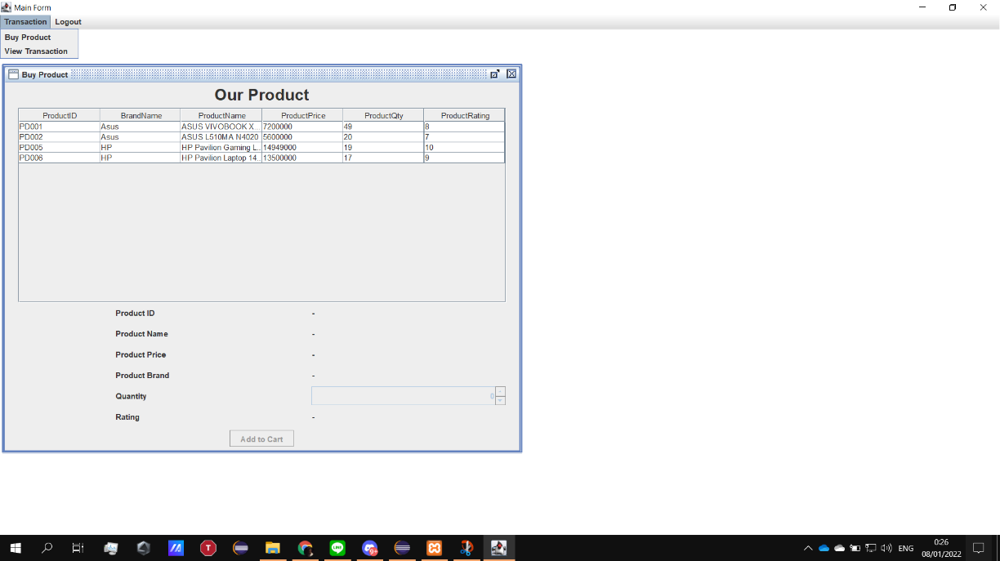 Main Form
Transaction Logout
Buy Product
View Transaction
Buy Product
Our Product
ProductID BrandName ProductName ProductPrice ProductQty ProductRating
PD001 Asus ASUS VIVOBOOK X... 7200000 49 8
PD002 Asus ASUS L510MA N4020 5600000 20 7
PD005 HP HP Pavilion Gaming L... 14949000 19 10
PD006 HP HP Pavilion Laptop 14... 13500000 17 9
Product ID -
Product Name -
Product Price -
Product Brand -
Quantity 0
Rating -
Add to Cart
T LINE 9+ ENG 0:26
08/01/2022